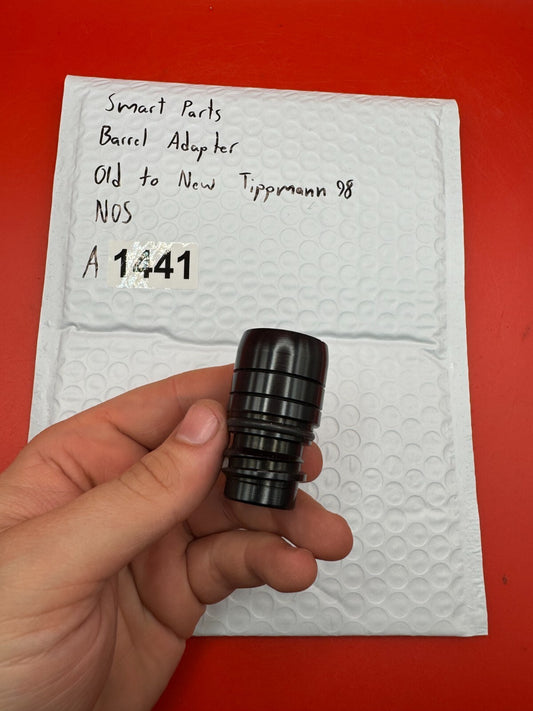 Smart Parts
Barrel Adapter
Old to New Tippmann 98
NOS
A 1441